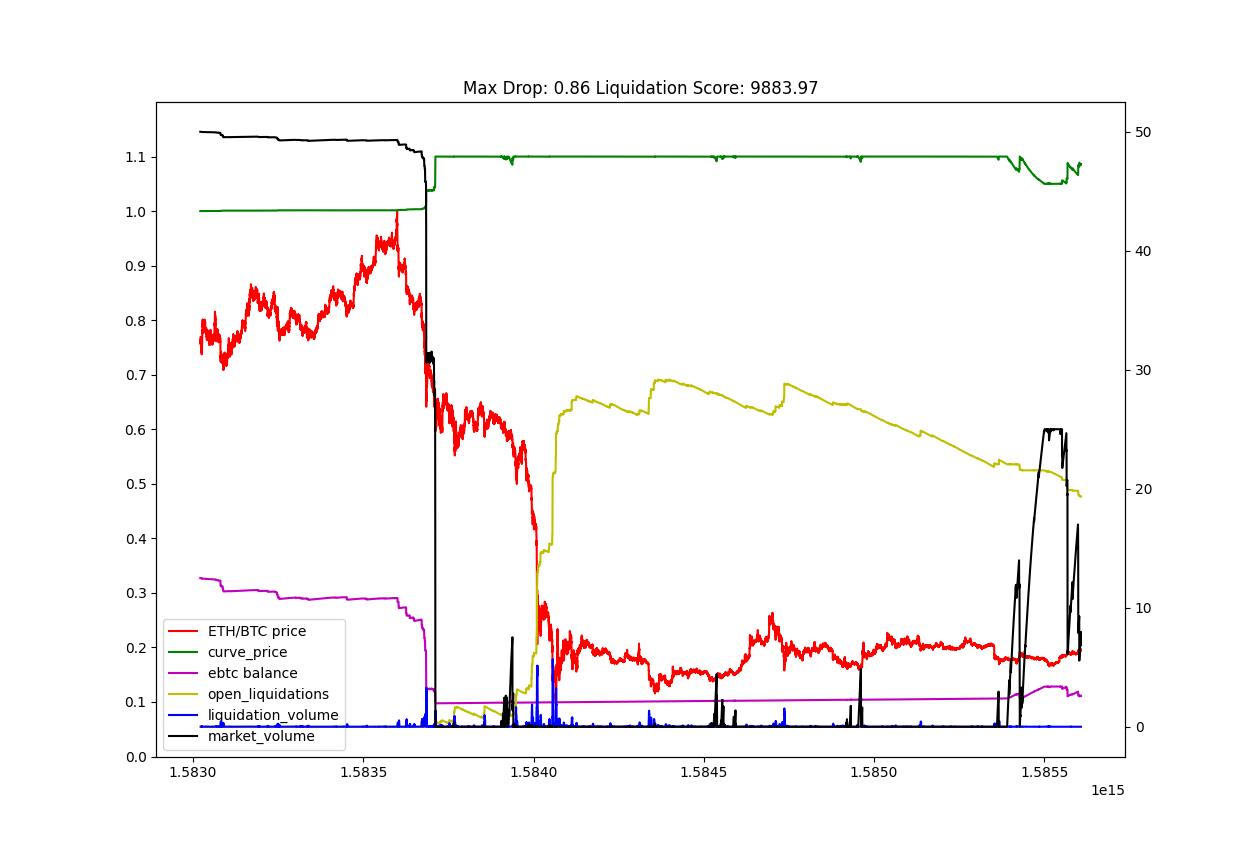 Max Drop: 0.86 Liquidation Score: 9883.97
1.1
1.0
0.9
0.8
0.7
0.6
0.5
0.4
0.3
0.2
0.1
0.0
50
40
30
20
10
0
ETH/BTC price
curve_price
ebtc balance
open_liquidations
liquidation_volume
market_volume
1.5830 1.5835 1.5840 1.5845 1.5850 1.5855
1e15